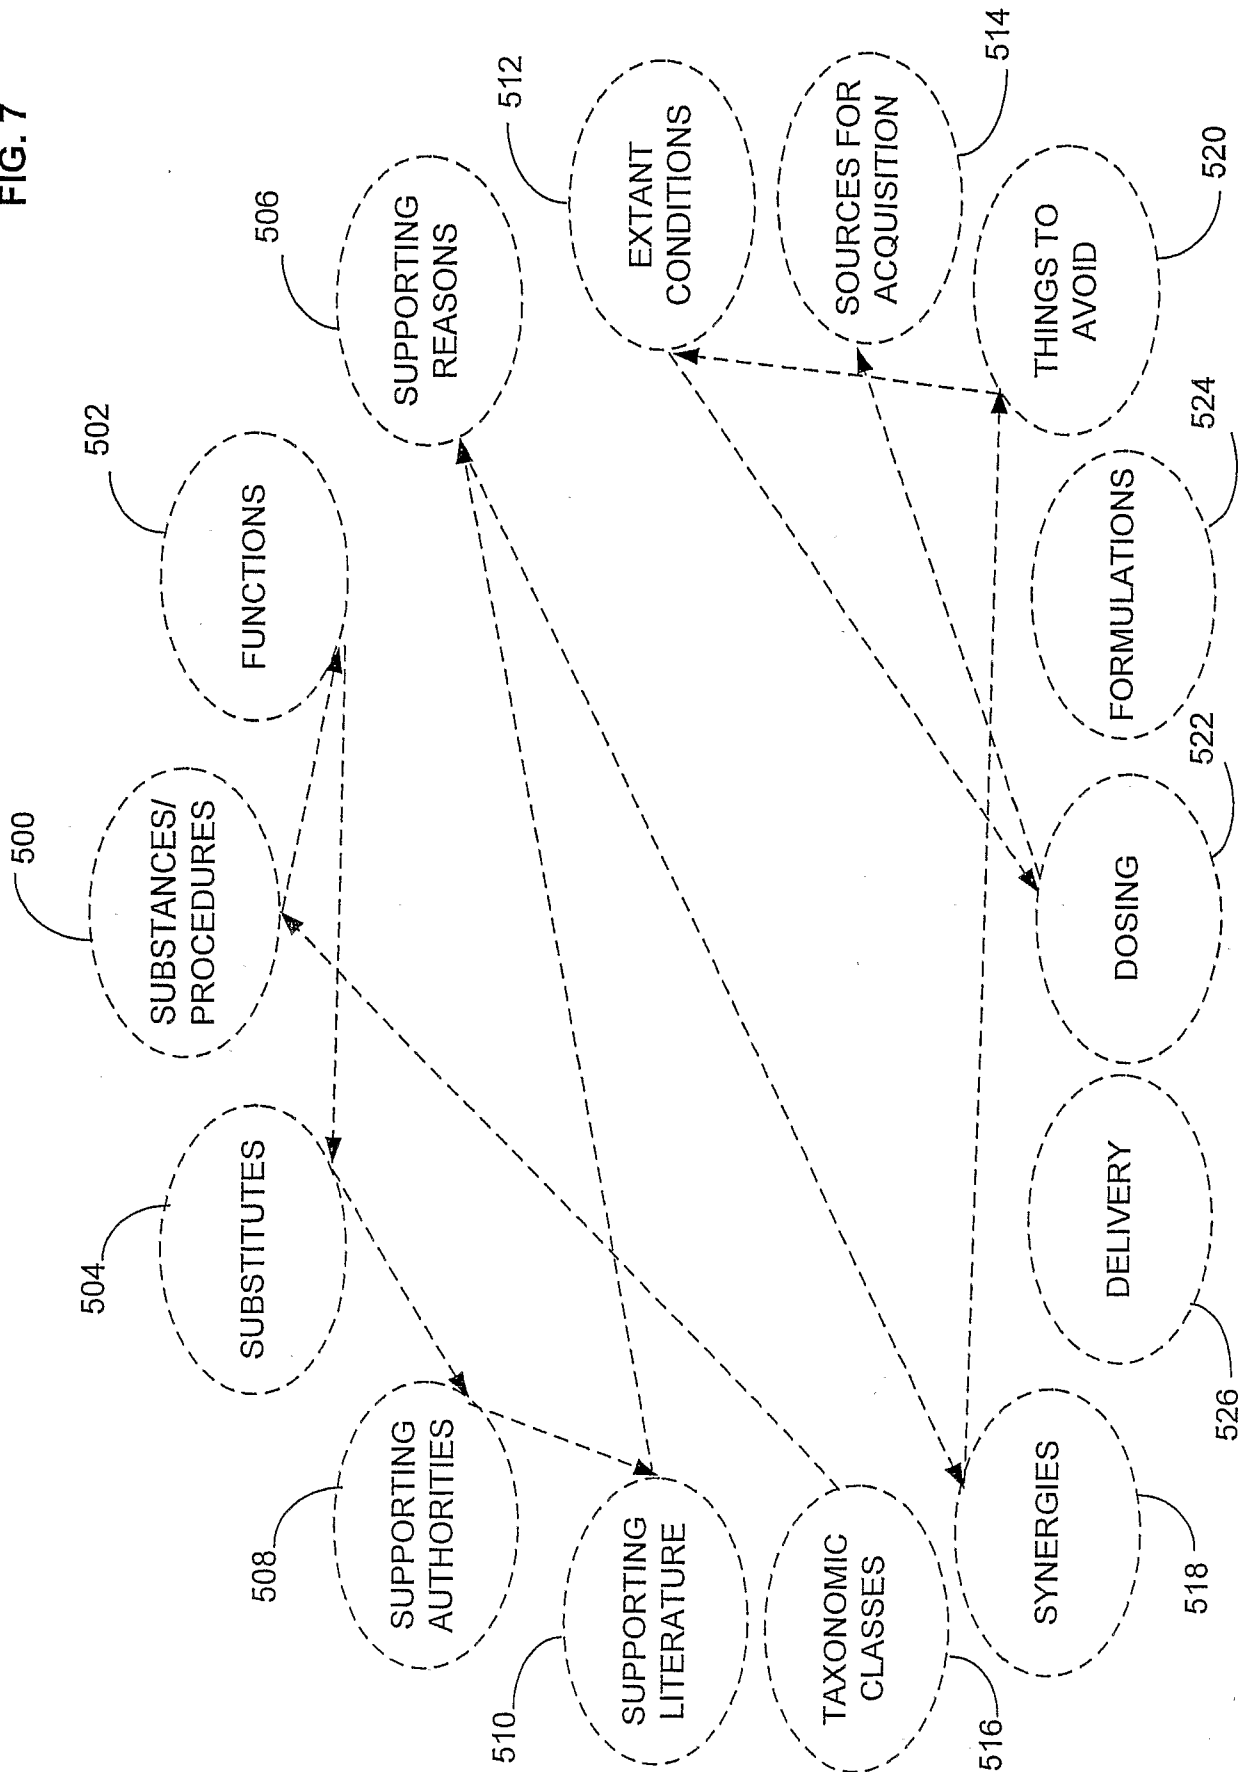 FIG. 7
500
SUBSTANCES/
PROCEDURES
502
FUNCTIONS
504
SUBSTITUTES
506
SUPPORTING
REASONS
508
SUPPORTING
AUTHORITIES
510
SUPPORTING
LITERATURE
512
EXTANT
CONDITIONS
514
SOURCES FOR
ACQUISITION
516
TAXONOMIC
CLASSES
518
SYNERGIES
520
THINGS TO
AVOID
522
DOSING
524
FORMULATIONS
526
DELIVERY